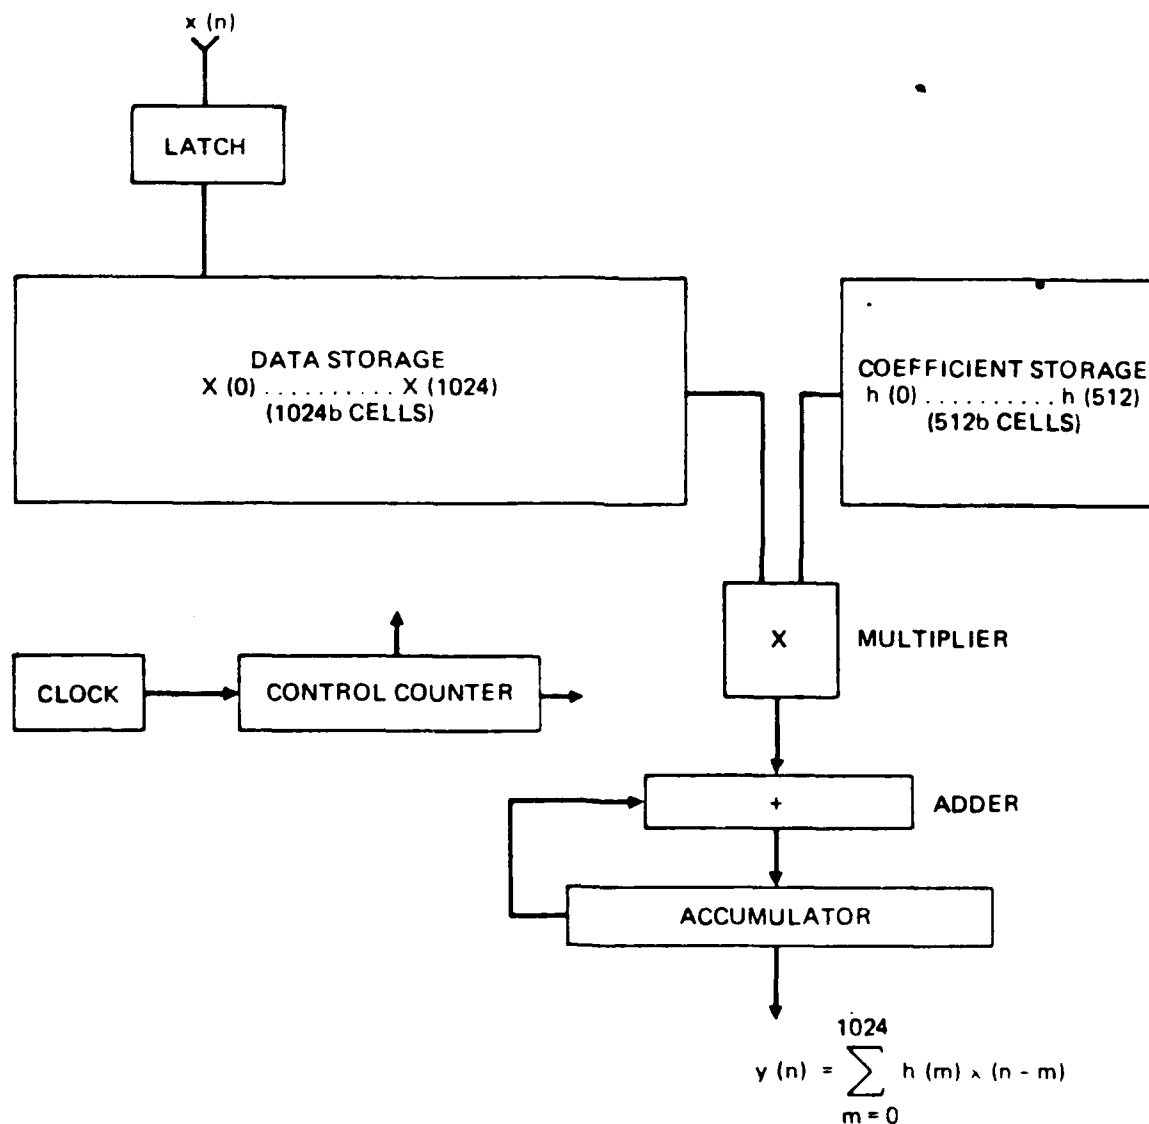 x (n)
LATCH
DATA STORAGE
X (0) .......... X (1024)
(1024b CELLS)
COEFFICIENT STORAGE
h (0) .......... h (512)
(512b CELLS)
X
MULTIPLIER
CLOCK
CONTROL COUNTER
+
ADDER
ACCUMULATOR
1024
y (n) = ∑ h (m) x (n - m)
m = 0